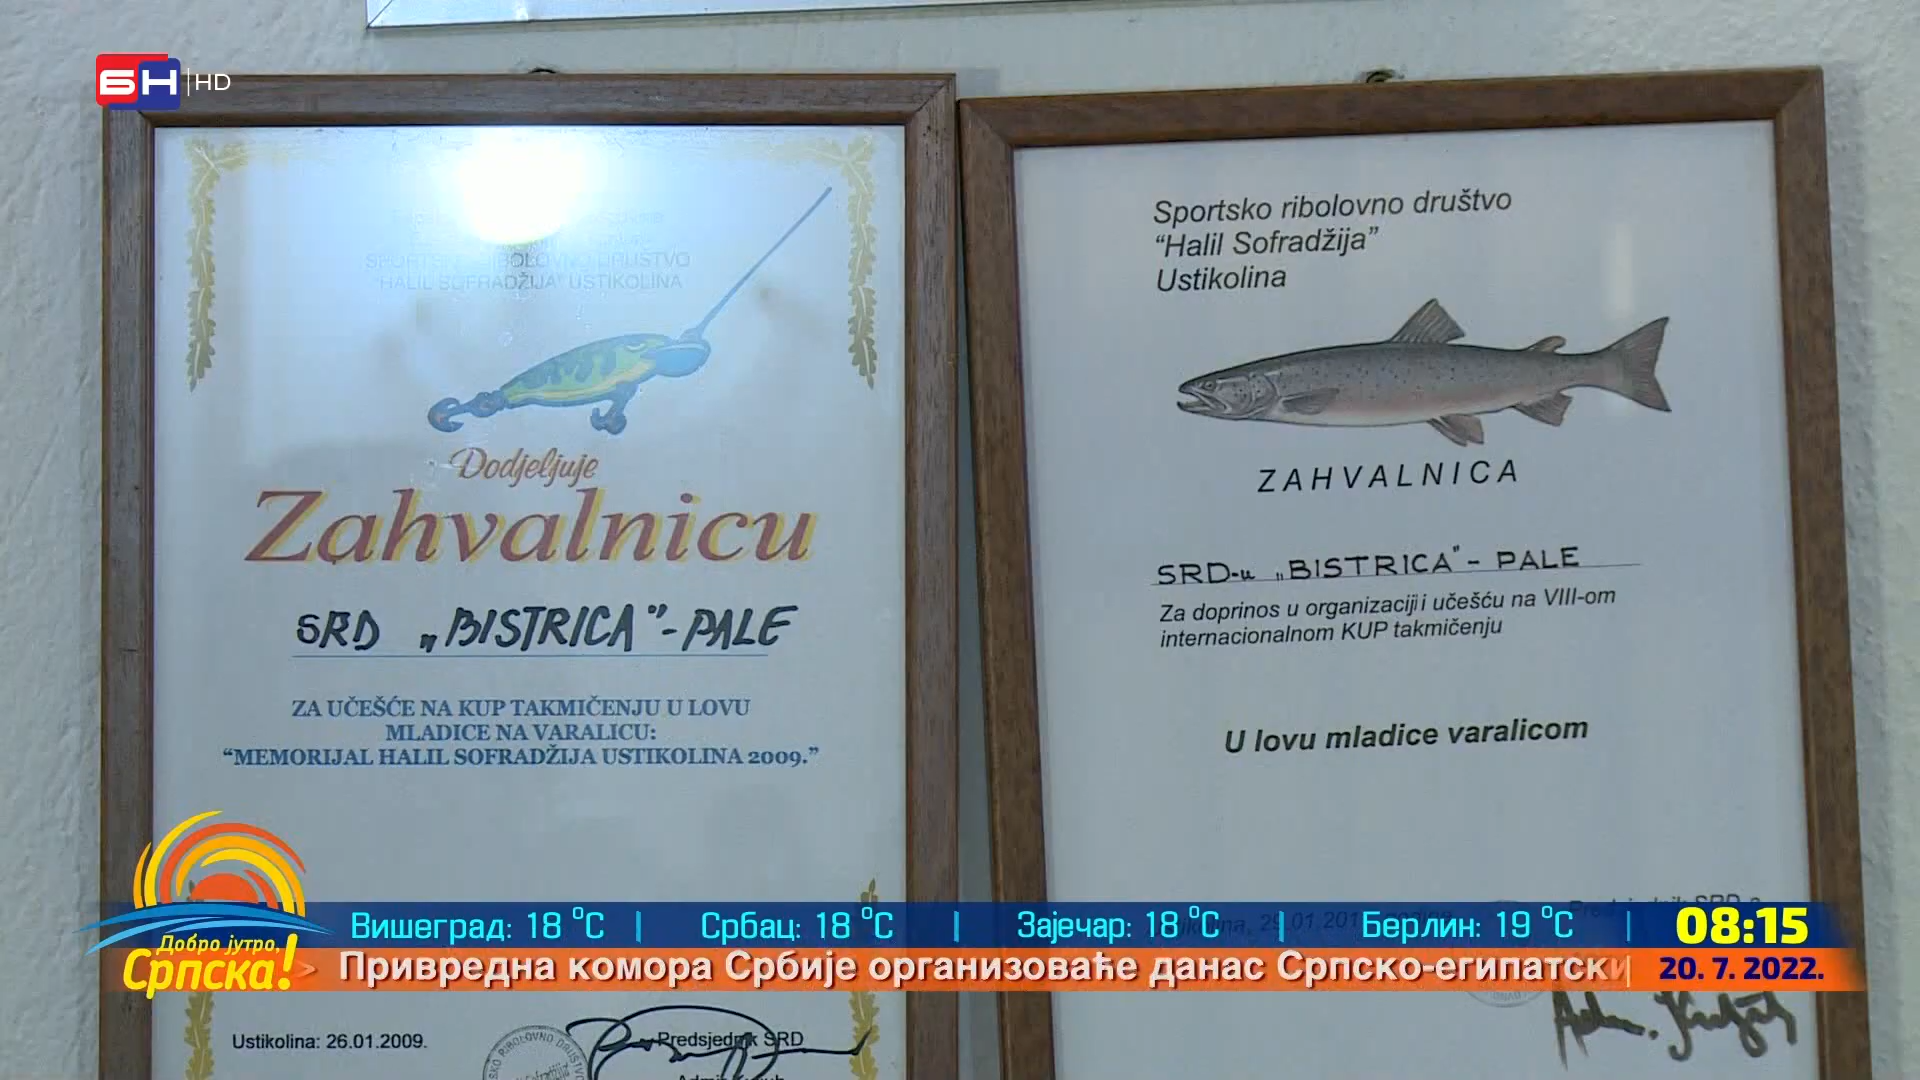 БН HD
SPORTSKO RIBOLOVNO DRUŠTVO
"HALIL SOFRADŽIJA" USTIKOLINA
Dodjeljuje
Zahvalnicu
SRD „BISTRICA”-PALE
ZA UČEŠĆE NA KUP TAKMIČENJU U LOVU
MLADICE NA VARALICU:
“MEMORIJAL HALIL SOFRADŽIJA USTIKOLINA 2009.”
Ustikolina: 26.01.2009.
Predsjednik SRD
Sportsko ribolovno društvo
“Halil Sofradžija”
Ustikolina
ZAHVALNICA
SRD-u „BISTRICA”- PALE
Za doprinos u organizaciji i učešću na VIII-om
internacionalnom KUP takmičenju
U lovu mladice varalicom
Predsjednik SRD-a
Вишеград: 18 °C | Србац: 18 °C | Зајечар: 18 °C | Берлин: 19 °C |
08:15
Добро јутро,
Српска!
> Привредна комора Србије организоваће данас Српско-египатски
20. 7. 2022.